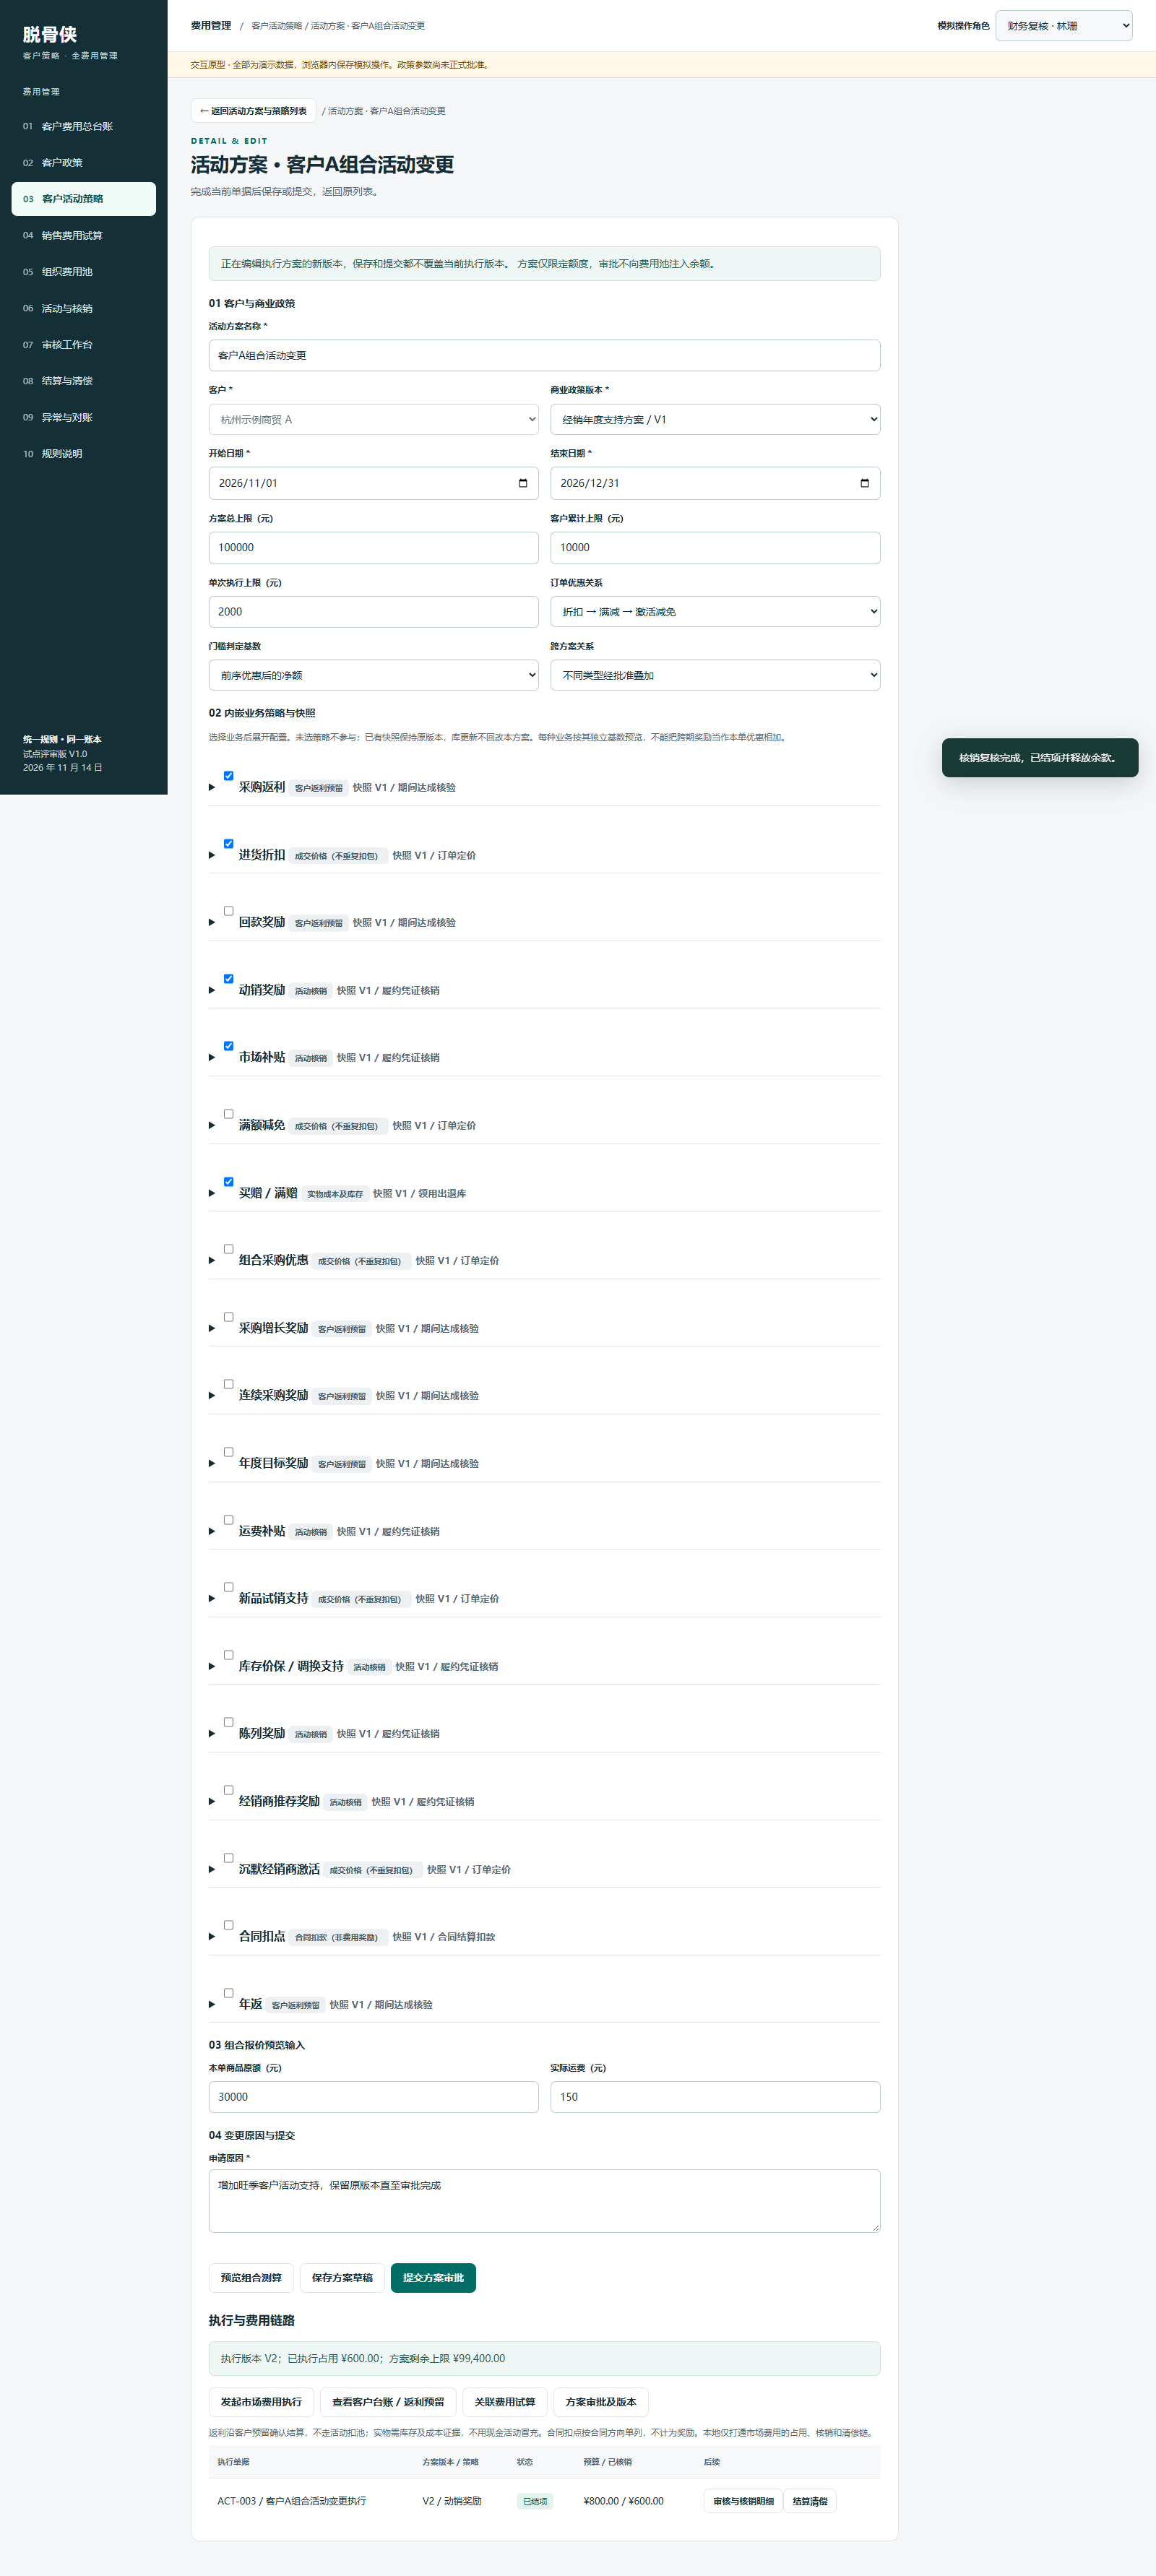 脱骨侠
客户策略 · 全费用管理
费用管理
01 客户费用总台账
02 客户政策
03 客户活动策略
04 销售费用试算
05 组织费用池
06 活动与核销
07 审核工作台
08 结算与清偿
09 异常与对账
10 规则说明
统一规则 · 同一账本
试点评审版 V1.0
2026 年 11 月 14 日
费用管理 / 客户活动策略 / 活动方案 · 客户A组合活动变更
模拟操作角色 财务复核 · 林珊
交互原型 · 全部为演示数据，浏览器内保存模拟操作。政策参数尚未正式批准。
← 返回活动方案与策略列表 / 活动方案 · 客户A组合活动变更
DETAIL & EDIT
活动方案 · 客户A组合活动变更
完成当前单据后保存或提交，返回原列表。
正在编辑执行方案的新版本，保存和提交都不覆盖当前执行版本。 方案仅限定额度，审批不向费用池注入余额。
01 客户与商业政策
活动方案名称 *
客户A组合活动变更
客户 * 商业政策版本 *
杭州示例商贸 A 经销年度支持方案 / V1
开始日期 * 结束日期 *
2026/11/01 2026/12/31
方案总上限（元） 客户累计上限（元）
100000 10000
单次执行上限（元） 订单优惠关系
2000 折扣 → 满减 → 激活减免
门槛判定基数 跨方案关系
前序优惠后的净额 不同类型经批准叠加
02 内嵌业务策略与快照
选择业务后展开配置。未选策略不参与；已有快照保持原版本，库更新不回改本方案。每种业务按其独立基数预览，不能把跨期奖励当作本单优惠相加。
采购返利 客户返利预留 快照 V1 / 期间达成核验
进货折扣 成交价格（不重复扣包） 快照 V1 / 订单定价
回款奖励 客户返利预留 快照 V1 / 期间达成核验
动销奖励 活动核销 快照 V1 / 履约凭证核销
市场补贴 活动核销 快照 V1 / 履约凭证核销
满额减免 成交价格（不重复扣包） 快照 V1 / 订单定价
买赠 / 满赠 实物成本及库存 快照 V1 / 领用出退库
组合采购优惠 成交价格（不重复扣包） 快照 V1 / 订单定价
采购增长奖励 客户返利预留 快照 V1 / 期间达成核验
连续采购奖励 客户返利预留 快照 V1 / 期间达成核验
年度目标奖励 客户返利预留 快照 V1 / 期间达成核验
运费补贴 活动核销 快照 V1 / 履约凭证核销
新品试销支持 成交价格（不重复扣包） 快照 V1 / 订单定价
库存价保 / 调换支持 活动核销 快照 V1 / 履约凭证核销
陈列奖励 活动核销 快照 V1 / 履约凭证核销
经销商推荐奖励 活动核销 快照 V1 / 履约凭证核销
沉默经销商激活 成交价格（不重复扣包） 快照 V1 / 订单定价
合同扣点 合同扣款（非费用奖励） 快照 V1 / 合同结算扣款
年返 客户返利预留 快照 V1 / 期间达成核验
03 组合报价预览输入
本单商品原额（元） 实际运费（元）
30000 150
04 变更原因与提交
申请原因 *
增加旺季客户活动支持，保留原版本直至审批完成
预览组合测算 保存方案草稿 提交方案审批
执行与费用链路
执行版本 V2；已执行占用 ¥600.00；方案剩余上限 ¥99,400.00
发起市场费用执行 查看客户台账 / 返利预留 关联费用试算 方案审批及版本
返利沿客户预留确认结算，不走活动扣池；实物需库存及成本证据，不用现金活动冒充。合同扣点按合同方向单列，不计为奖励。本地仅打通市场费用的占用、核销和清偿链。
执行单据 方案版本 / 策略 状态 预算 / 已核销 后续
ACT-003 / 客户A组合活动变更执行 V2 / 动销奖励 已结项 ¥800.00 / ¥600.00 审核与核销明细 结算清偿
核销复核完成，已结项并释放余款。